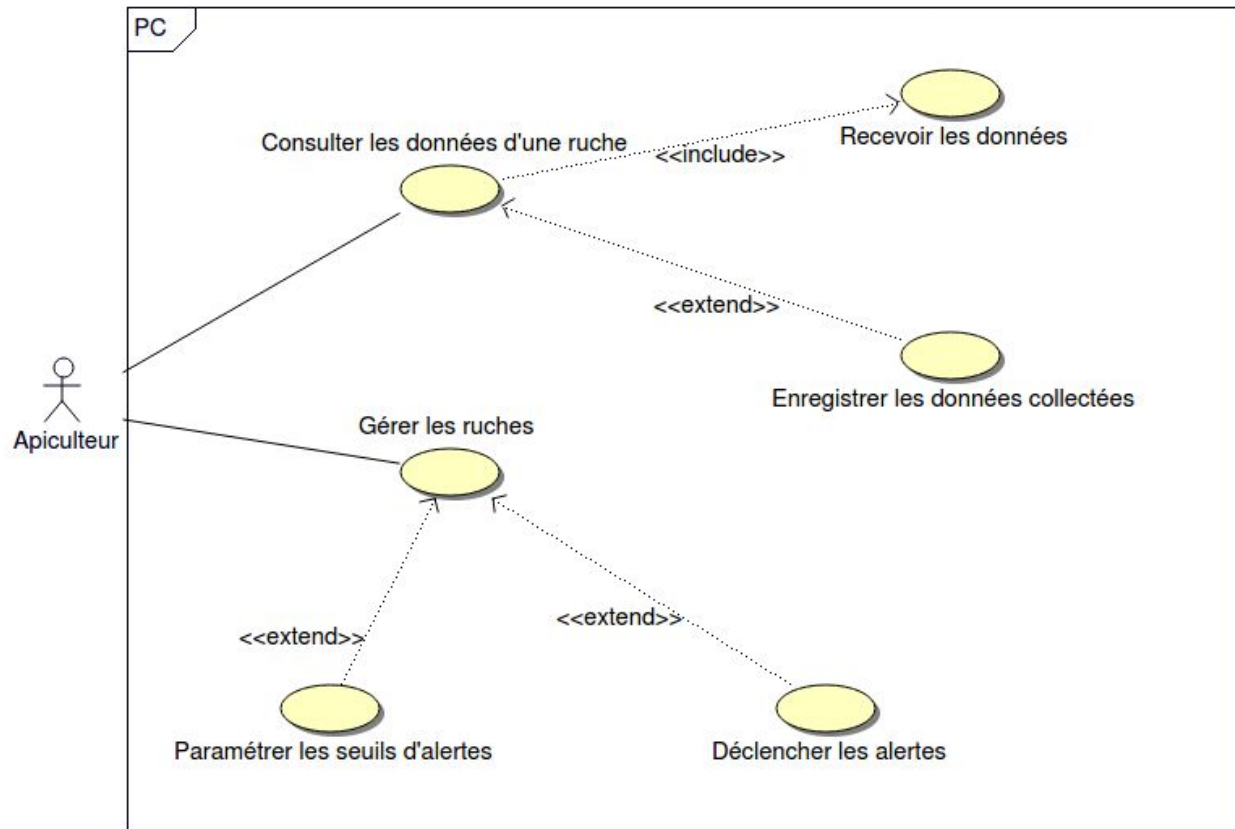 PC
Consulter les données d'une ruche
<<include>>
Recevoir les données
<<extend>>
Enregistrer les données collectées
Apiculteur
Gérer les ruches
<<extend>>
<<extend>>
Paramétrer les seuils d'alertes
Déclencher les alertes